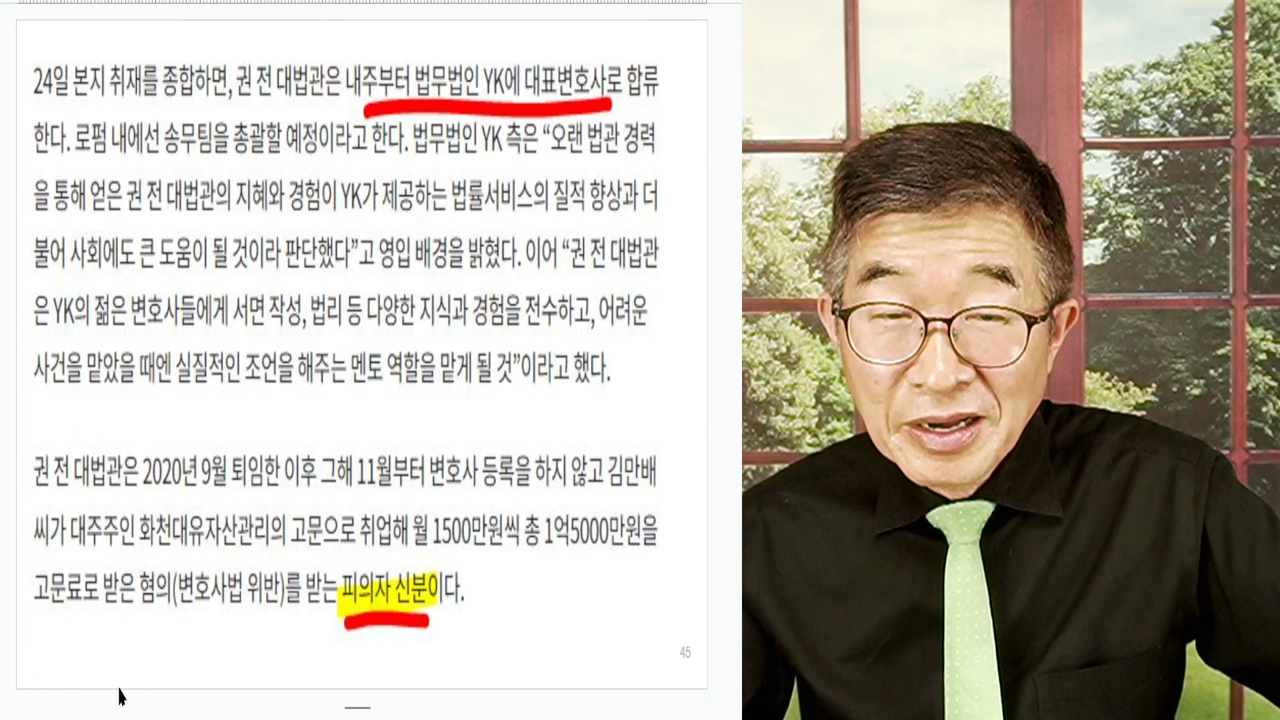 24일 본지 취재를 종합하면, 권 전 대법관은 내주부터 법무법인 YK에 대표변호사로 합류
한다. 로펌 내에선 송무팀을 총괄할 예정이라고 한다. 법무법인 YK 측은 “오랜 법관 경력
을 통해 얻은 권 전 대법관의 지혜와 경험이 YK가 제공하는 법률서비스의 질적 향상과 더
불어 사회에도 큰 도움이 될 것이라 판단했다”고 영입 배경을 밝혔다. 이어 “권 전 대법관
은 YK의 젊은 변호사들에게 서면 작성, 법리 등 다양한 지식과 경험을 전수하고, 어려운
사건을 맡았을 때엔 실질적인 조언을 해주는 멘토 역할을 맡게 될 것”이라고 했다.
권 전 대법관은 2020년 9월 퇴임한 이후 그해 11월부터 변호사 등록을 하지 않고 김만배
씨가 대주주인 화천대유자산관리의 고문으로 취업해 월 1500만원씩 총 1억5000만원을
고문료로 받은 혐의(변호사법 위반)를 받는 피의자 신분이다.
45